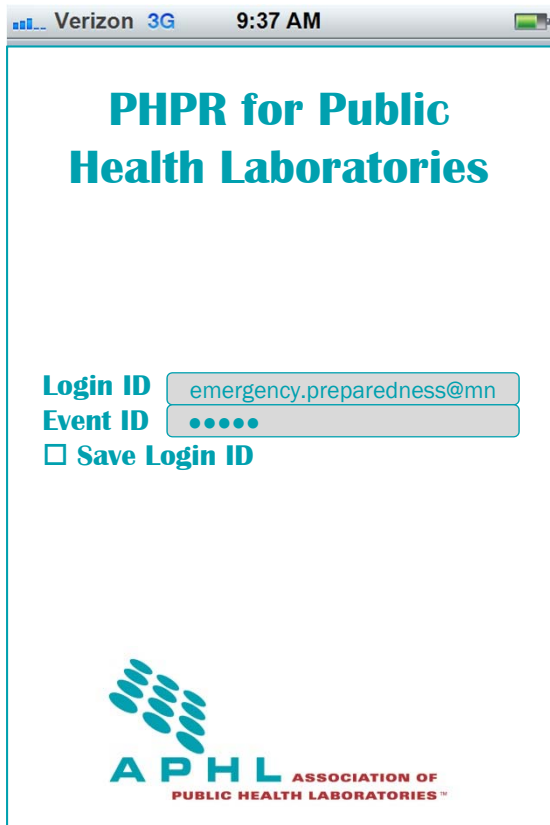 Verizon 3G 9:37 AM
PHPR for Public
Health Laboratories
Login ID emergency.preparedness@mn
Event ID •••••
☐ Save Login ID
APHL ASSOCIATION OF
PUBLIC HEALTH LABORATORIES™